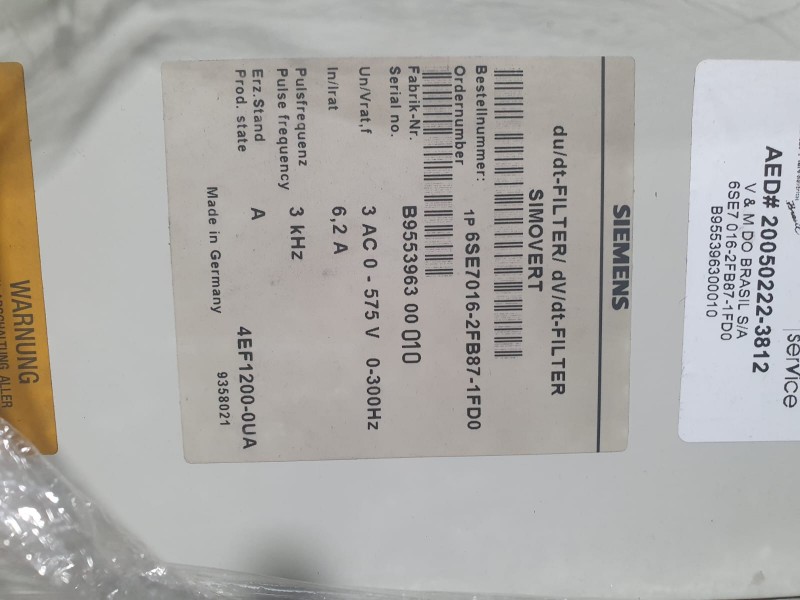 service
AED# 20050222-3812
V & M DO BRASIL S/A
6SE7 016-2FB87-1FD0
B955396300010
SIEMENS
du/dt-FILTER/ dV/dt-FILTER
SIMOVERT
Bestellnummer:
Ordernumber 1P 6SE7016-2FB87-1FD0
Fabrik-Nr.
Serial no. B9553963 00 010
Un/Vrat,f 3 AC 0 - 575 V 0-300Hz
In/Irat 6,2 A
Pulsfrequenz
Pulse frequency 3 kHz
Erz.Stand
Prod. state A
Made in Germany
4EF1200-0UA
9358021
WARNUNG
ABSCHALTUNG ALLER